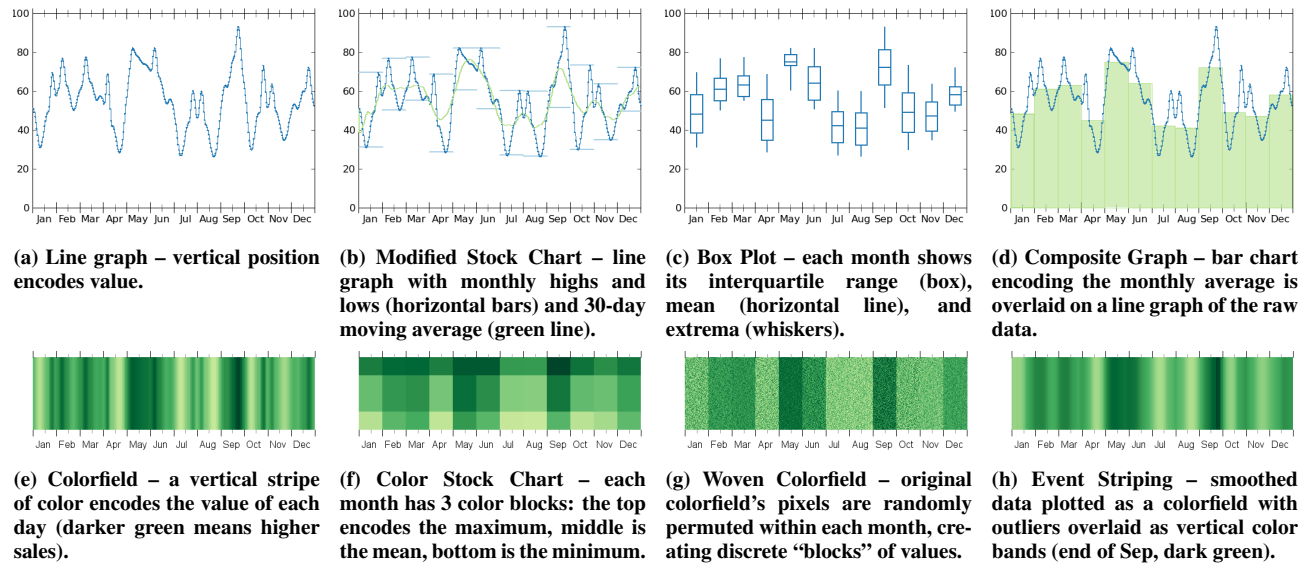 100
80
60
40
20
0
Jan Feb Mar Apr May Jun Jul Aug Sep Oct Nov Dec
(a) Line graph – vertical position
encodes value.
100
80
60
40
20
0
Jan Feb Mar Apr May Jun Jul Aug Sep Oct Nov Dec
(b) Modified Stock Chart – line
graph with monthly highs and
lows (horizontal bars) and 30-day
moving average (green line).
100
80
60
40
20
0
Jan Feb Mar Apr May Jun Jul Aug Sep Oct Nov Dec
(c) Box Plot – each month shows
its interquartile range (box),
mean (horizontal line), and
extrema (whiskers).
100
80
60
40
20
0
Jan Feb Mar Apr May Jun Jul Aug Sep Oct Nov Dec
(d) Composite Graph – bar chart
encoding the monthly average is
overlaid on a line graph of the raw
data.
Jan Feb Mar Apr May Jun Jul Aug Sep Oct Nov Dec
(e) Colorfield – a vertical stripe
of color encodes the value of each
day (darker green means higher
sales).
Jan Feb Mar Apr May Jun Jul Aug Sep Oct Nov Dec
(f) Color Stock Chart – each
month has 3 color blocks: the top
encodes the maximum, middle is
the mean, bottom is the minimum.
Jan Feb Mar Apr May Jun Jul Aug Sep Oct Nov Dec
(g) Woven Colorfield – original
colorfield's pixels are randomly
permuted within each month, cre-
ating discrete “blocks” of values.
Jan Feb Mar Apr May Jun Jul Aug Sep Oct Nov Dec
(h) Event Striping – smoothed
data plotted as a colorfield with
outliers overlaid as vertical color
bands (end of Sep, dark green).